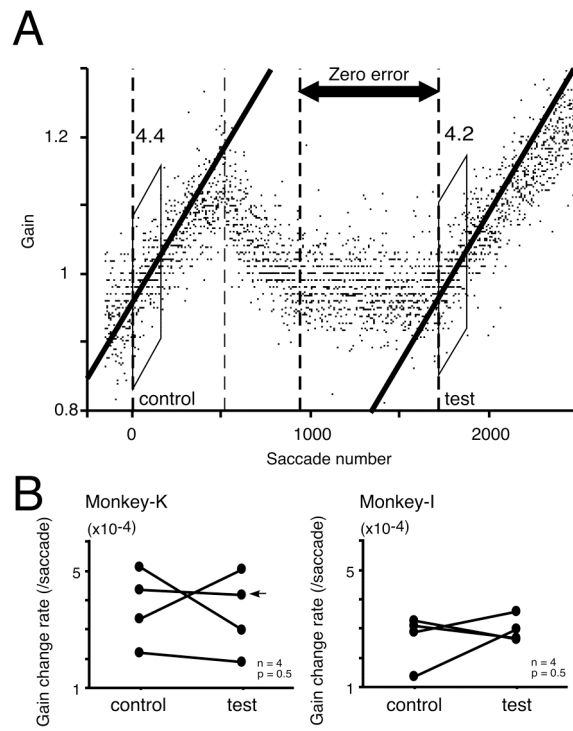 A
Zero error
1.2
4.4
4.2
Gain
1
control
test
0.8
0
1000
2000
Saccade number
B
Monkey-K
Monkey-I
(x10-4)
(x10-4)
Gain change rate (/saccade)
5
1
n = 4
p = 0.5
control
test
Gain change rate (/saccade)
5
1
n = 4
p = 0.5
control
test